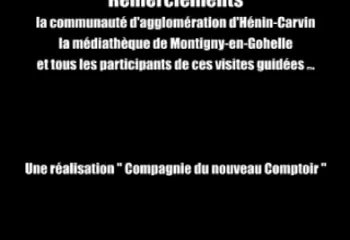 Remerciements
la communauté d'agglomération d'Hénin-Carvin
la médiathèque de Montigny-en-Gohelle
et tous les participants de ces visites guidées ...
Une réalisation " Compagnie du nouveau Comptoir "